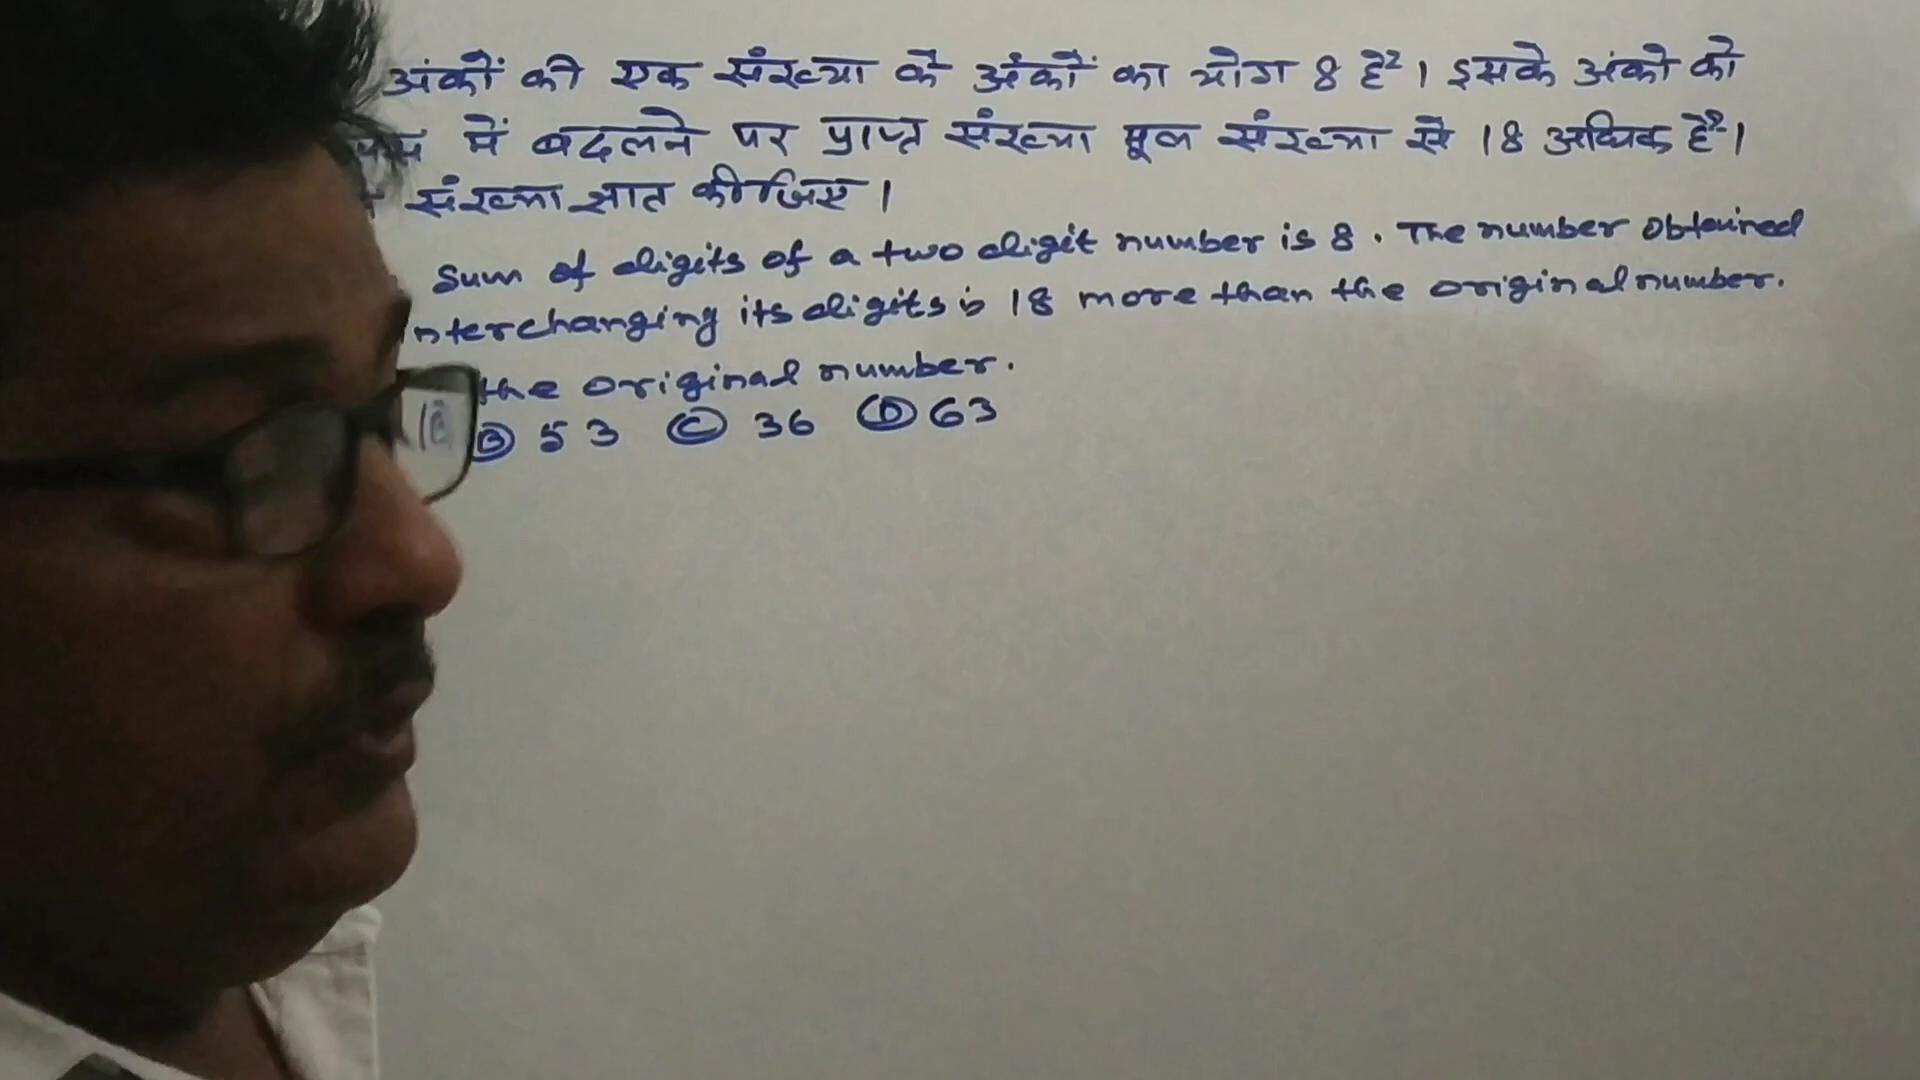 अंकों की एक संख्या के अंकों का योग 8 है। इसके अंकों को
में बदलने पर प्राप्त संख्या मूल संख्या से 18 अधिक है।
संख्या ज्ञात कीजिए।
Sum of digits of a two digit number is 8. The number obtained
nterchanging its digits is 18 more than the original number.
the original number.
(B) 53 (C) 36 (D) 63